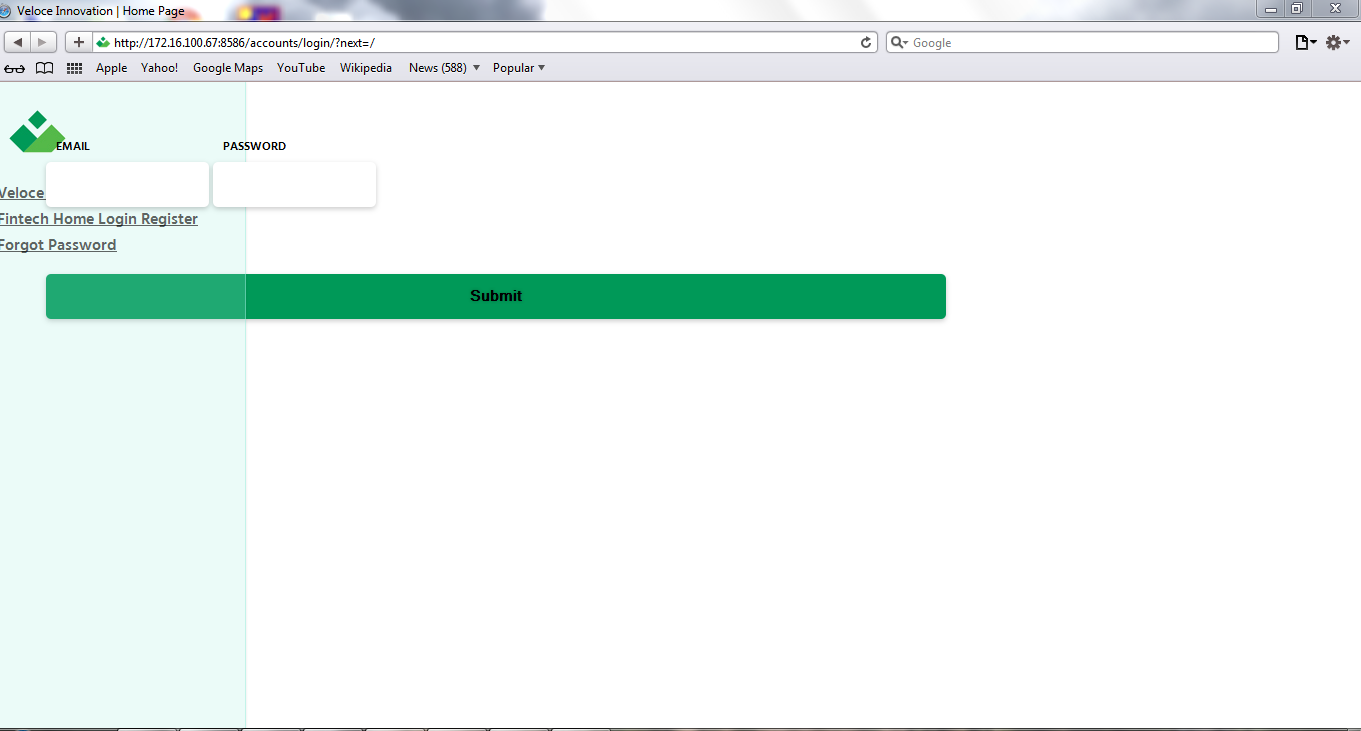 Veloce Innovation | Home Page
http://172.16.100.67:8586/accounts/login/?next=/
Google
Apple Yahoo! Google Maps YouTube Wikipedia News (588) Popular
EMAIL PASSWORD
Veloce
Fintech Home Login Register
Forgot Password
Submit